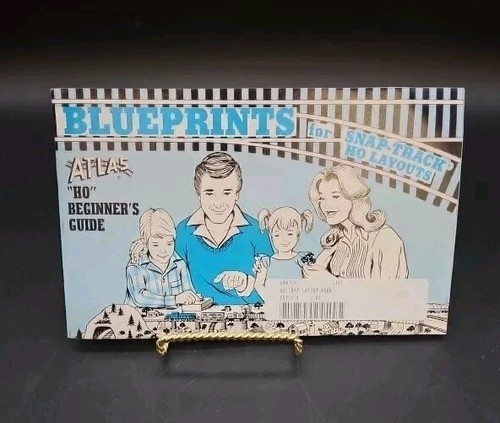 BLUEPRINTS
for
SNAP-TRACK®
HO LAYOUTS
ATLAS
"HO"
BEGINNER'S
GUIDE